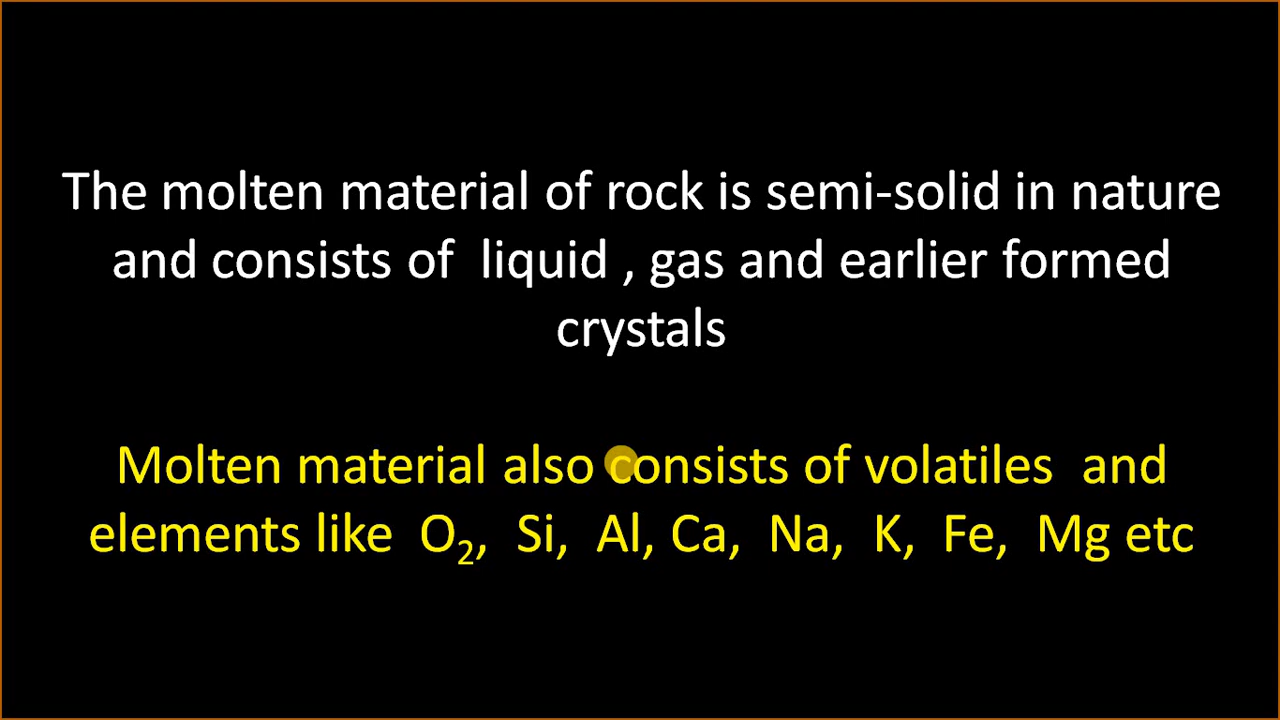 The molten material of rock is semi-solid in nature
and consists of  liquid , gas and earlier formed
crystals
Molten material also consists of volatiles  and
elements like  O₂,  Si,  Al, Ca,  Na,  K,  Fe,  Mg etc